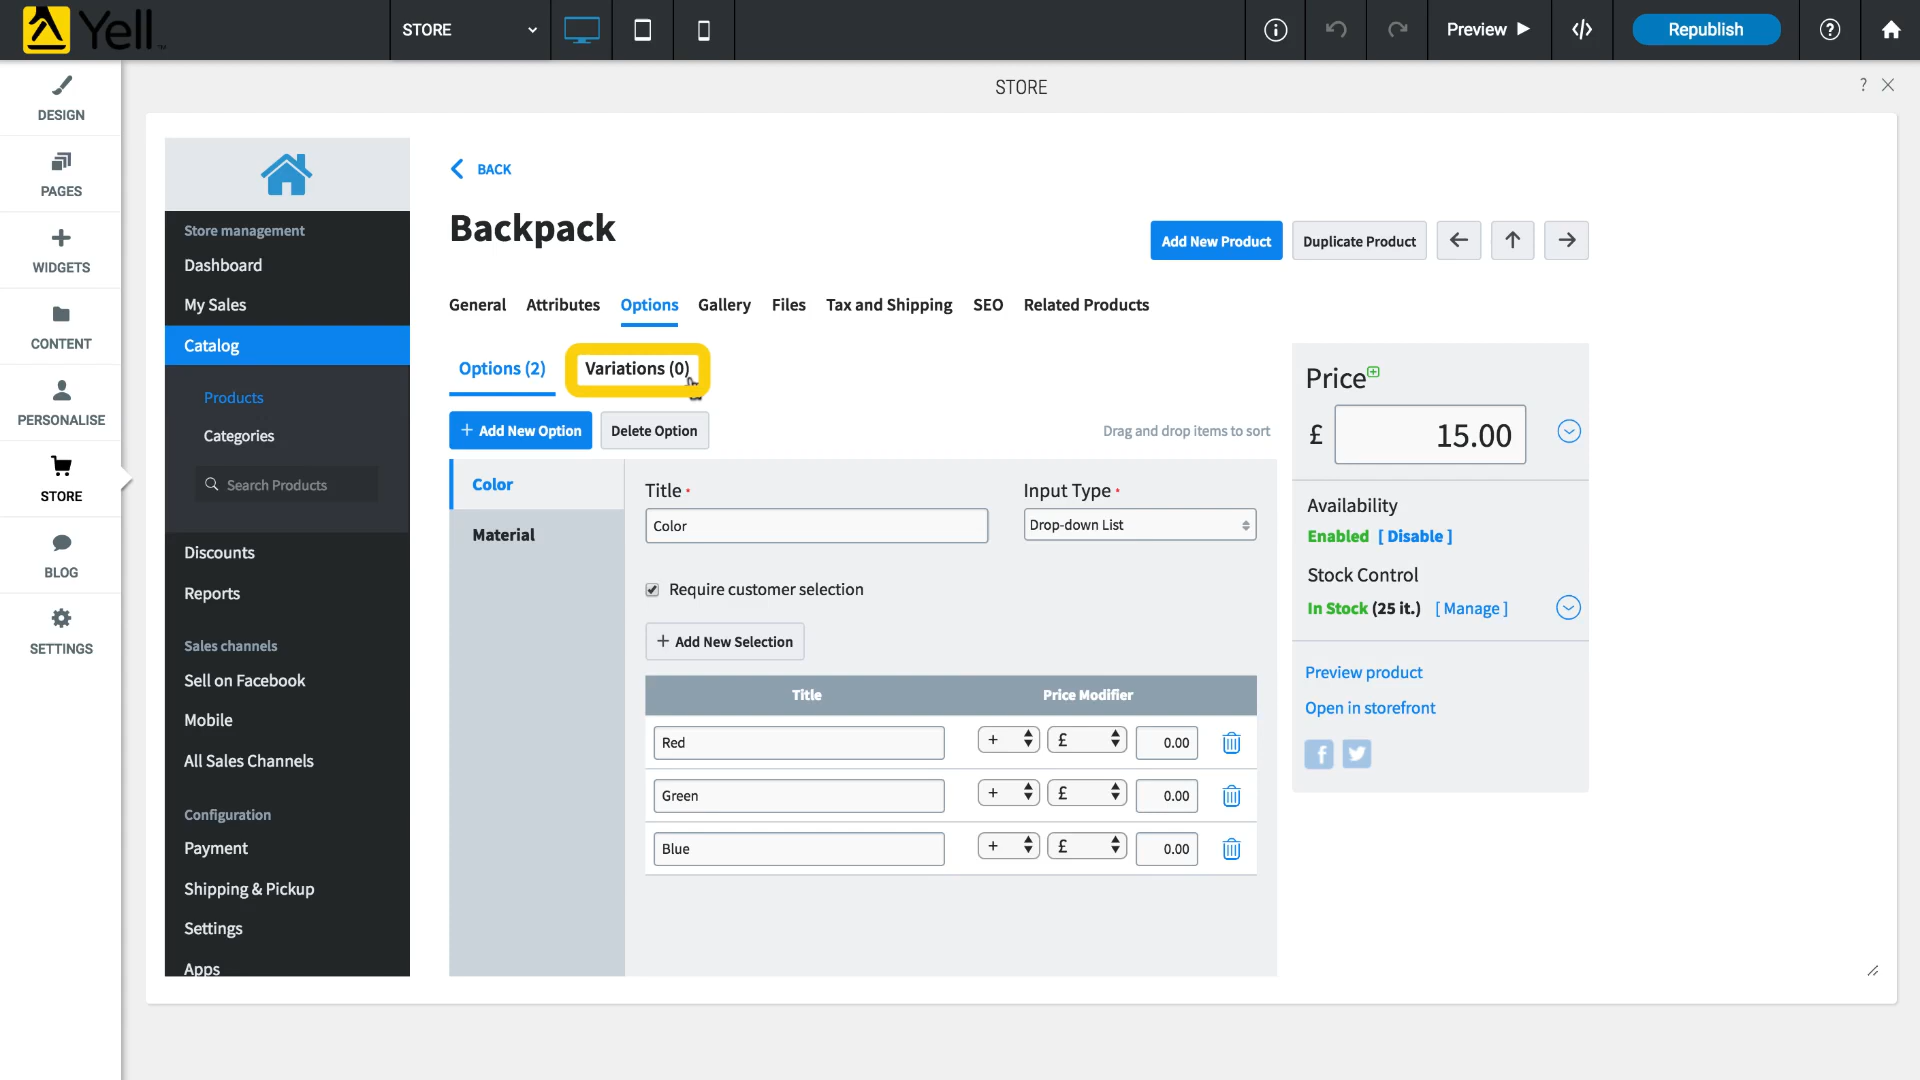 Yell
STORE
Preview
Republish
DESIGN
PAGES
WIDGETS
CONTENT
PERSONALISE
STORE
BLOG
SETTINGS
STORE
?
Store management
Dashboard
My Sales
Catalog
Products
Categories
Search Products
Discounts
Reports
Sales channels
Sell on Facebook
Mobile
All Sales Channels
Configuration
Payment
Shipping & Pickup
Settings
Apps
BACK
Backpack
Add New Product
Duplicate Product
General Attributes Options Gallery Files Tax and Shipping SEO Related Products
Options (2) Variations (0)
+ Add New Option
Delete Option
Drag and drop items to sort
Color
Material
Title *
Input Type *
Color
Drop-down List
Require customer selection
+ Add New Selection
Title Price Modifier
Red + £ 0.00
Green + £ 0.00
Blue + £ 0.00
Price
£ 15.00
Availability
Enabled [ Disable ]
Stock Control
In Stock (25 it.) [ Manage ]
Preview product
Open in storefront